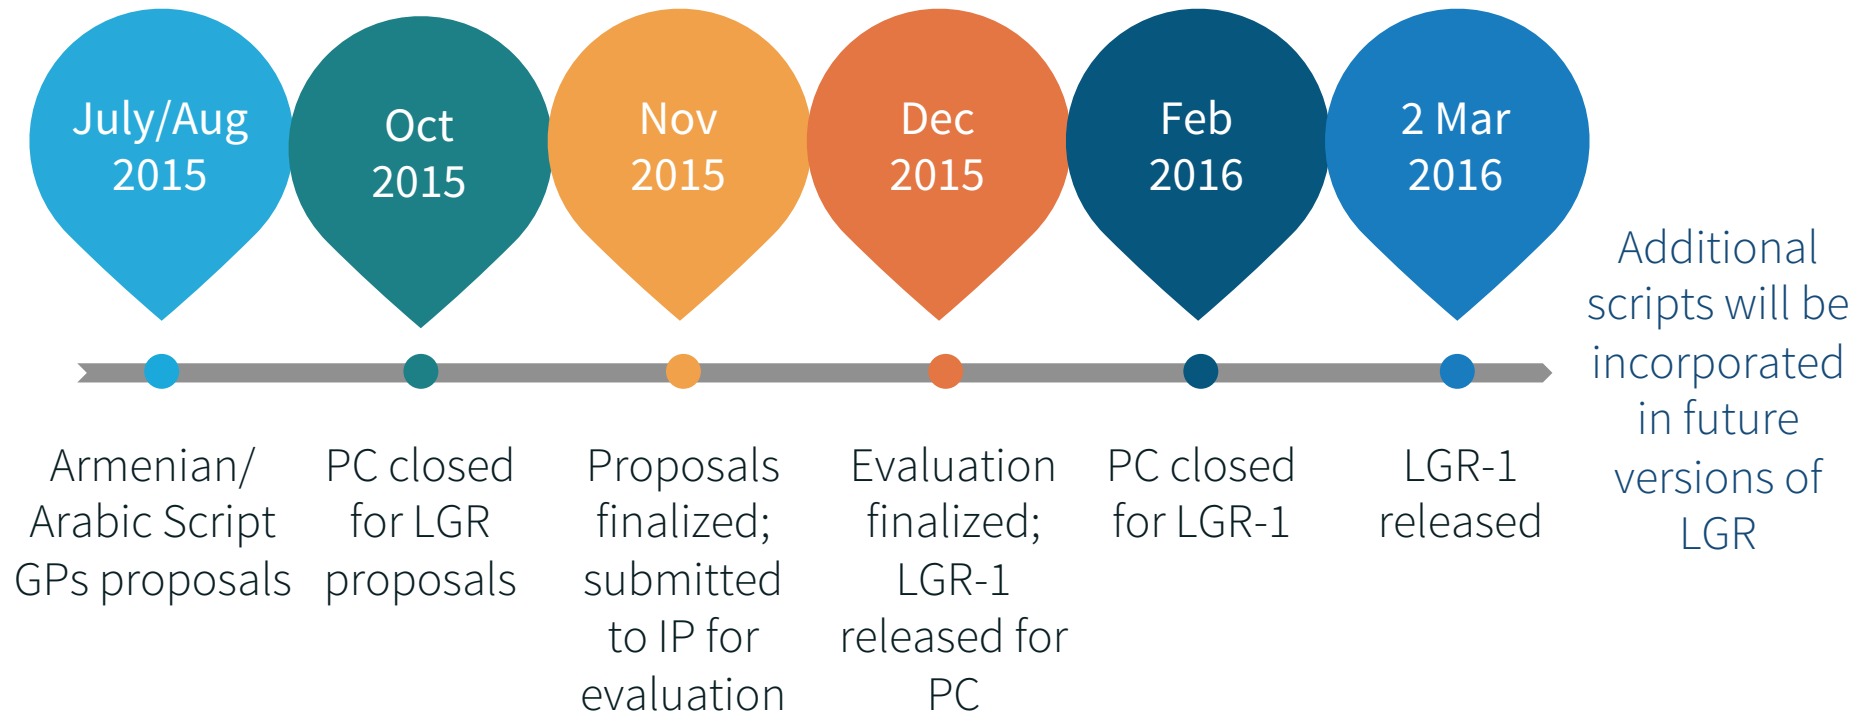 July/Aug
2015
Oct
2015
Nov
2015
Dec
2015
Feb
2016
2 Mar
2016
Armenian/
Arabic Script
GPs proposals
PC closed
for LGR
proposals
Proposals
finalized;
submitted
to IP for
evaluation
Evaluation
finalized;
LGR-1
released for
PC
PC closed
for LGR-1
LGR-1
released
Additional
scripts will be
incorporated
in future
versions of
LGR